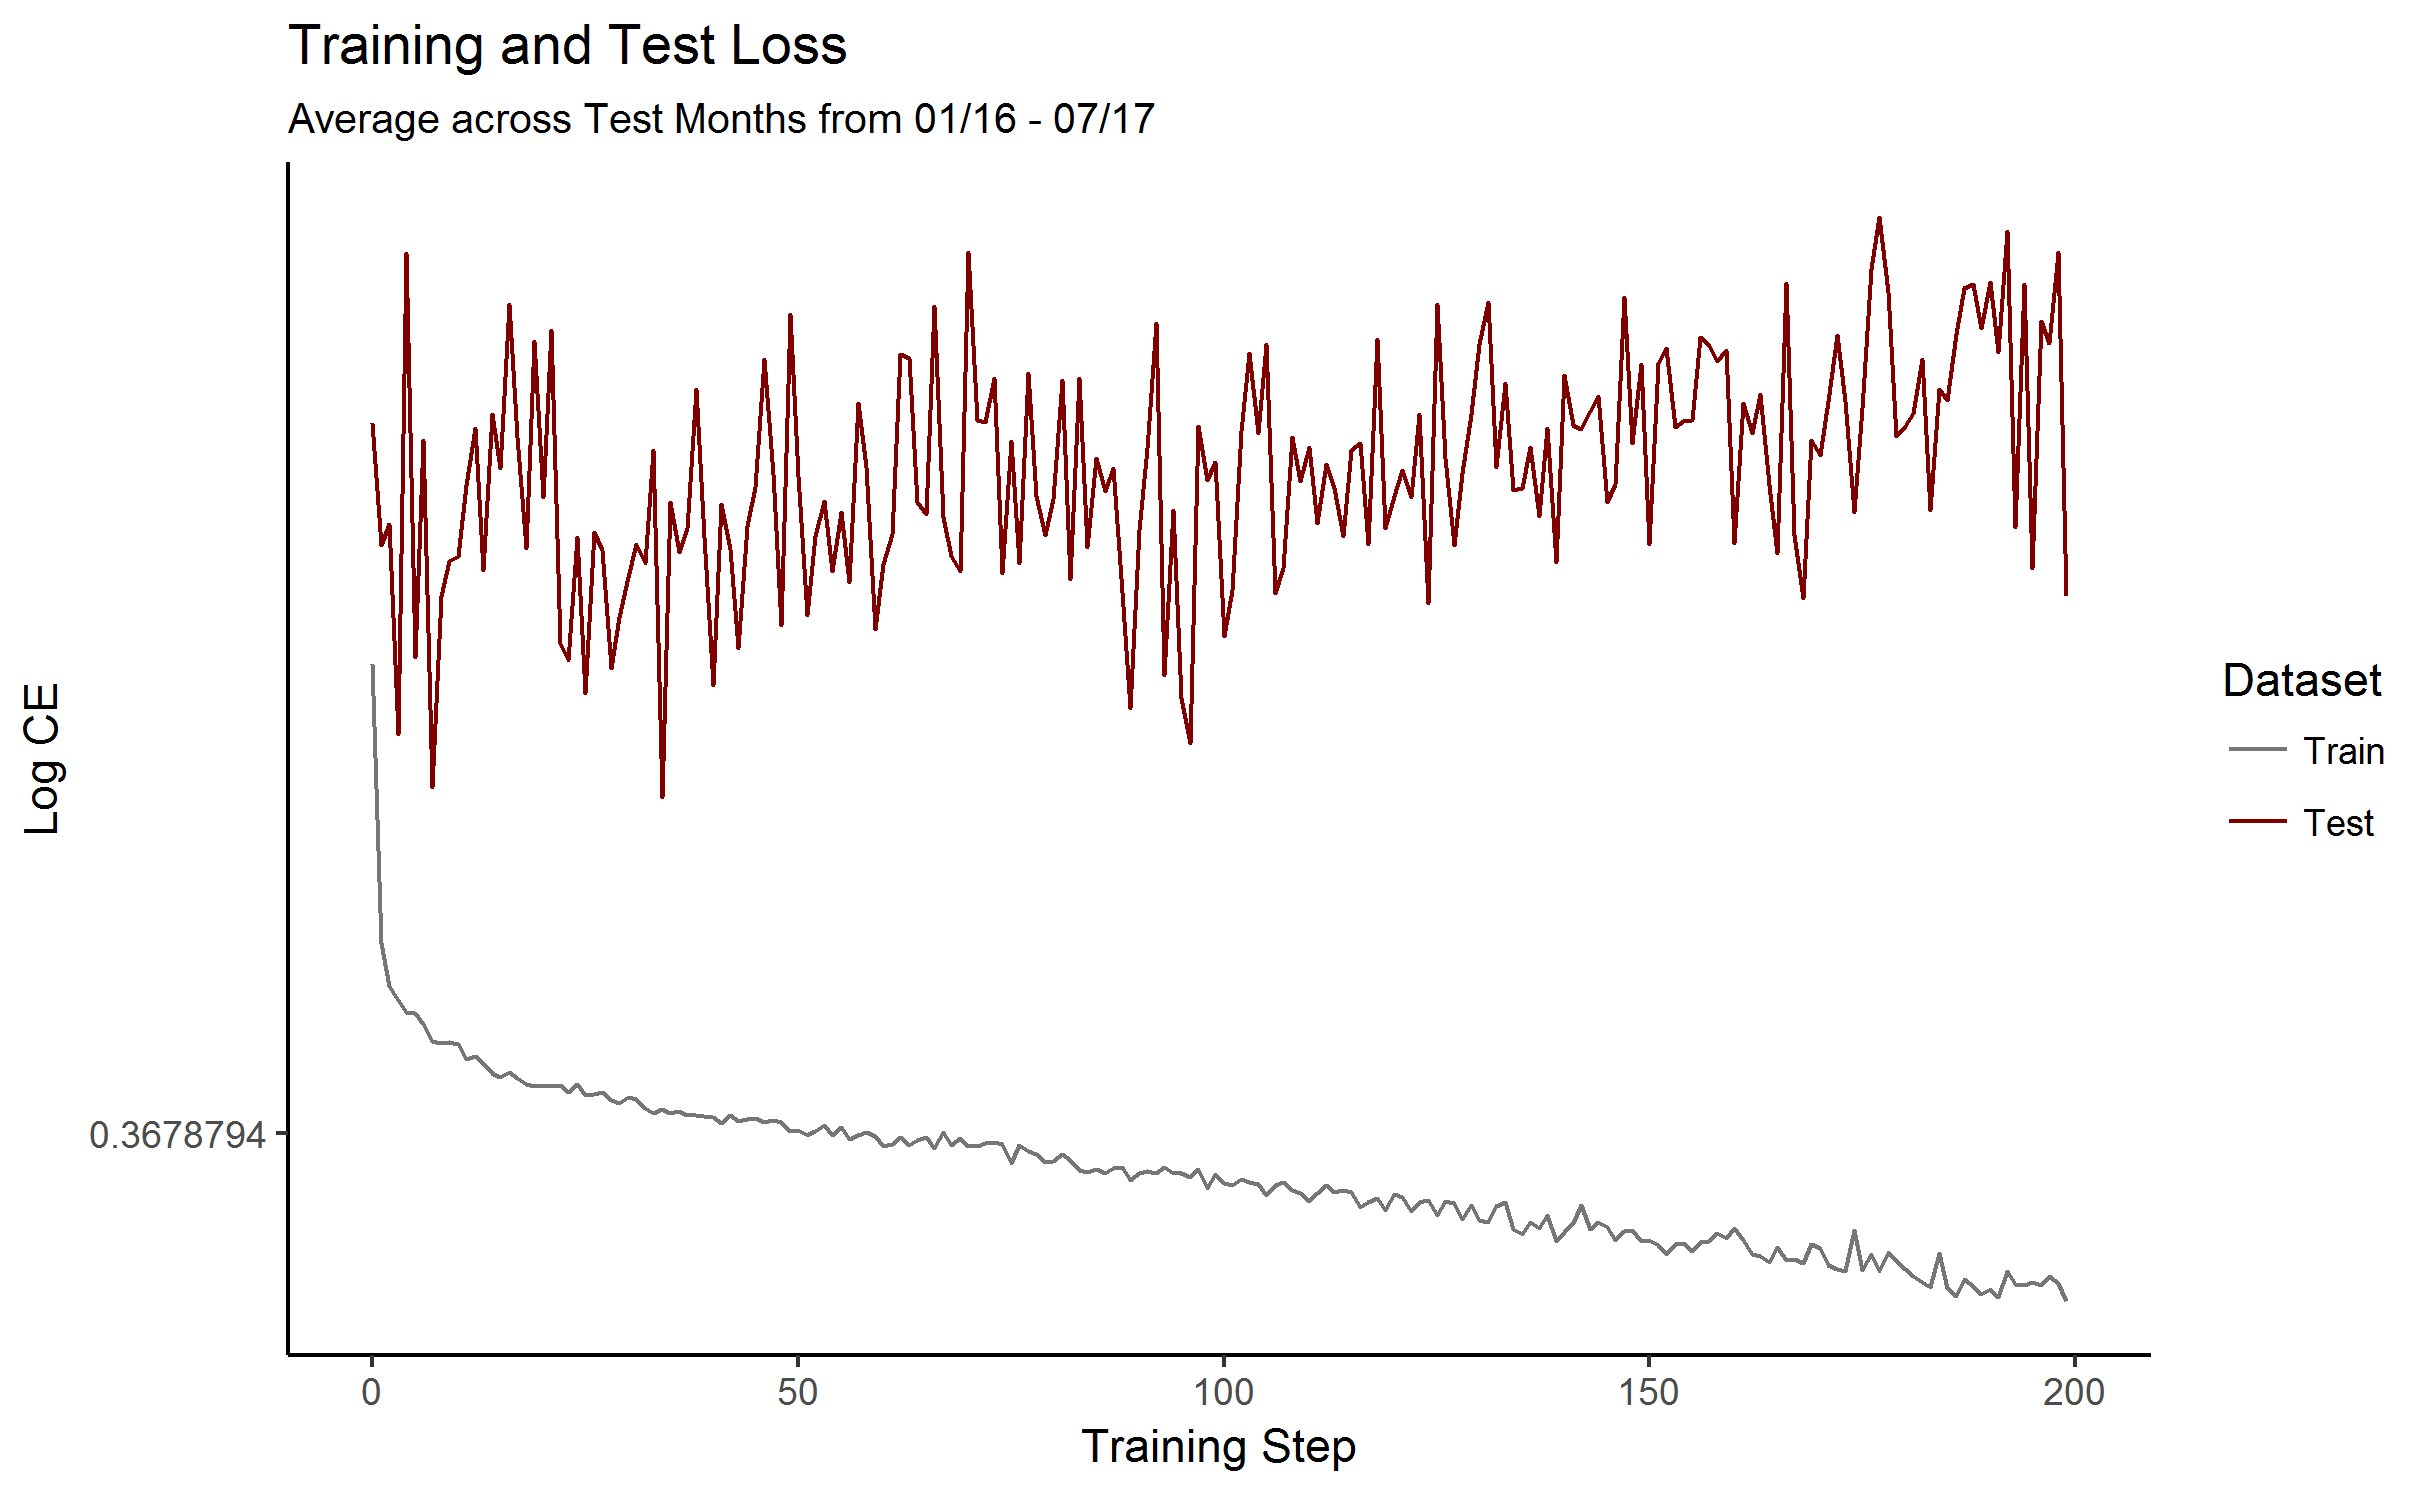 Training and Test Loss
Average across Test Months from 01/16 - 07/17
Log CE
0.3678794
0 50 100 150 200
Training Step
Dataset
Train
Test